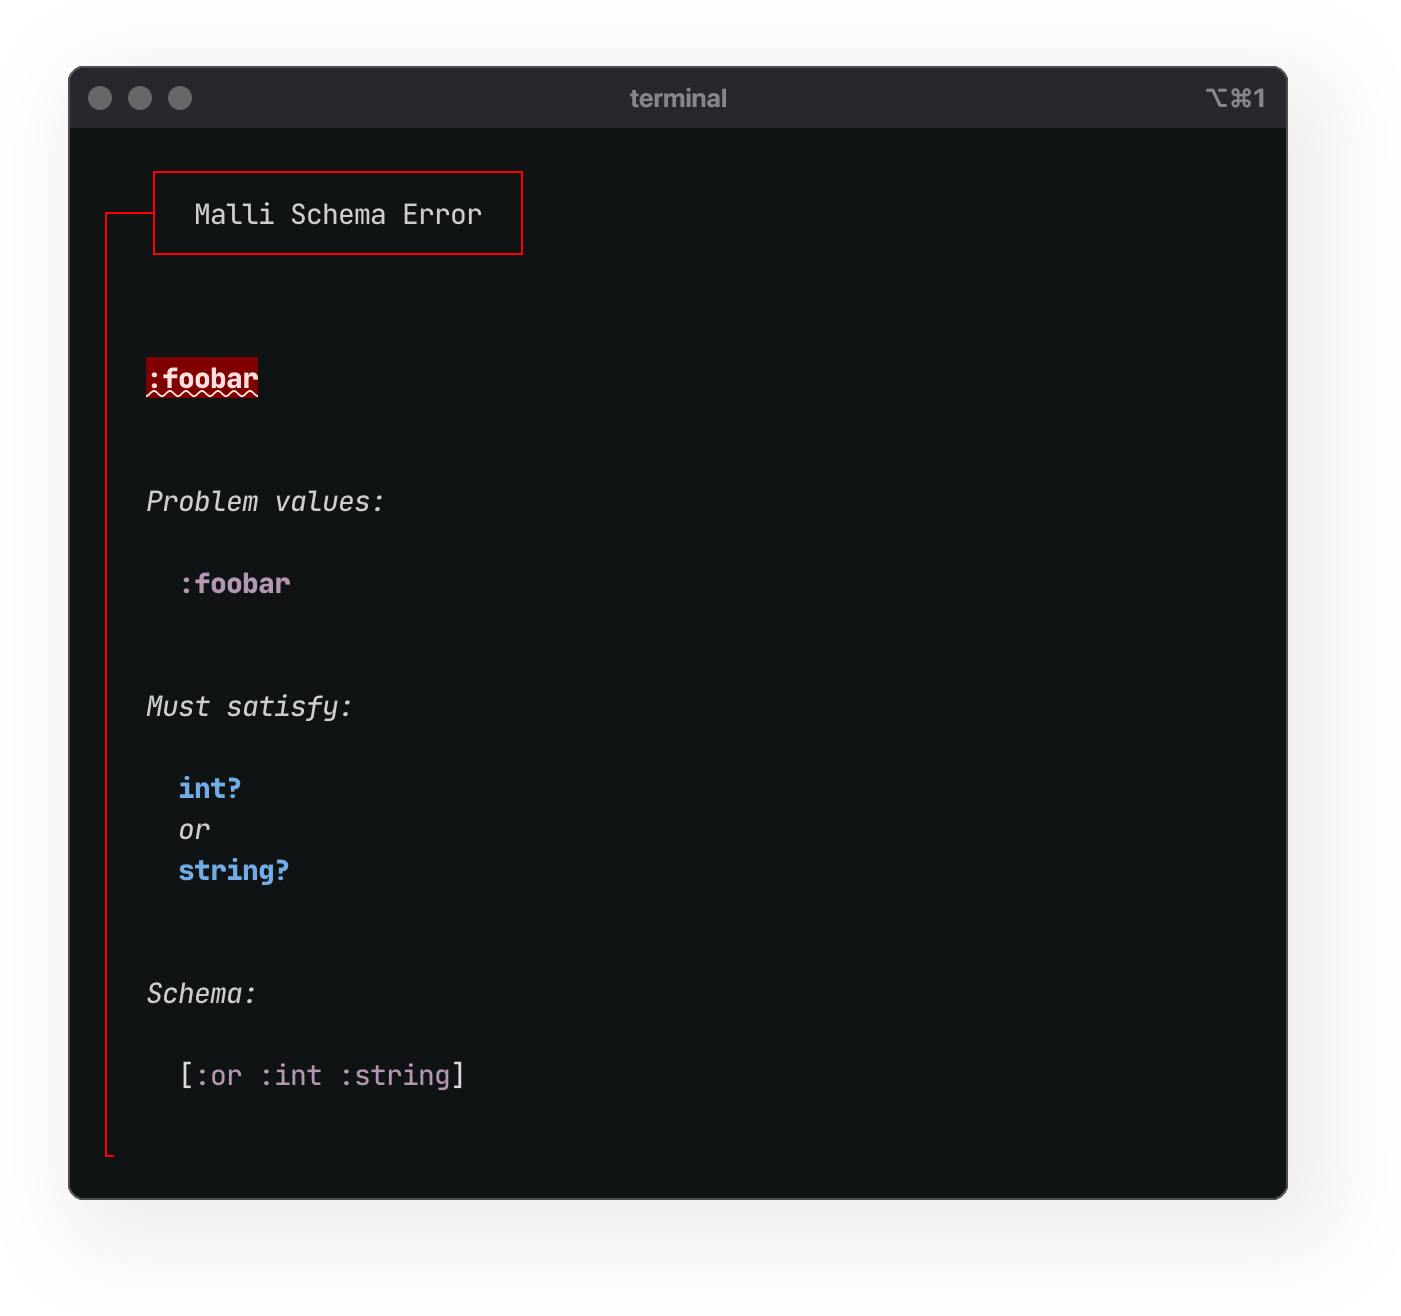 terminal
⌥⌘1
Malli Schema Error
:foobar
Problem values:
:foobar
Must satisfy:
int?
or
string?
Schema:
[:or :int :string]